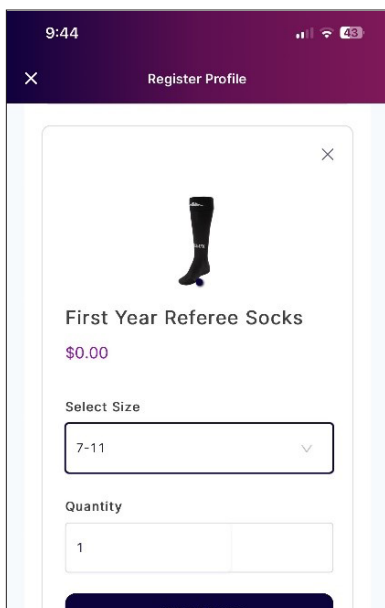 9:44
43
Register Profile
First Year Referee Socks
$0.00
Select Size
7-11
Quantity
1